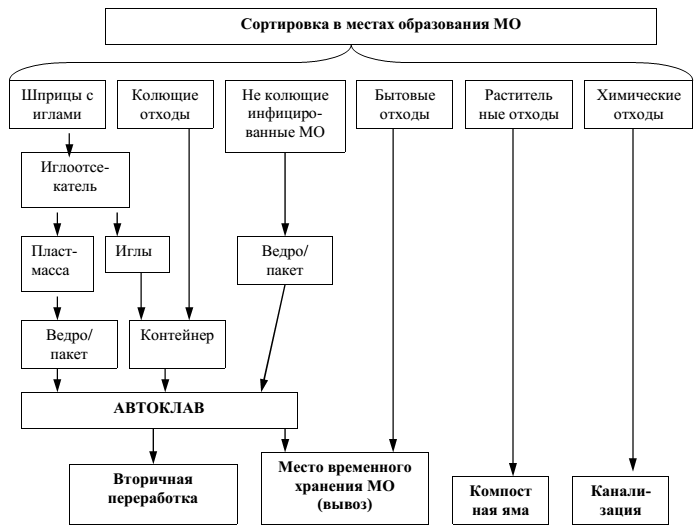 Сортировка в местах образования МО
Шприцы с
иглами
Колющие
отходы
Не колющие
инфициро-
ванные МО
Бытовые
отходы
Раститель
ные отходы
Химические
отходы
Иглоотсе-
катель
Пласт-
масса
Иглы
Ведро/
пакет
Ведро/
пакет
Контейнер
АВТОКЛАВ
Вторичная
переработка
Место временного
хранения МО
(вывоз)
Компост
ная яма
Канали-
зация